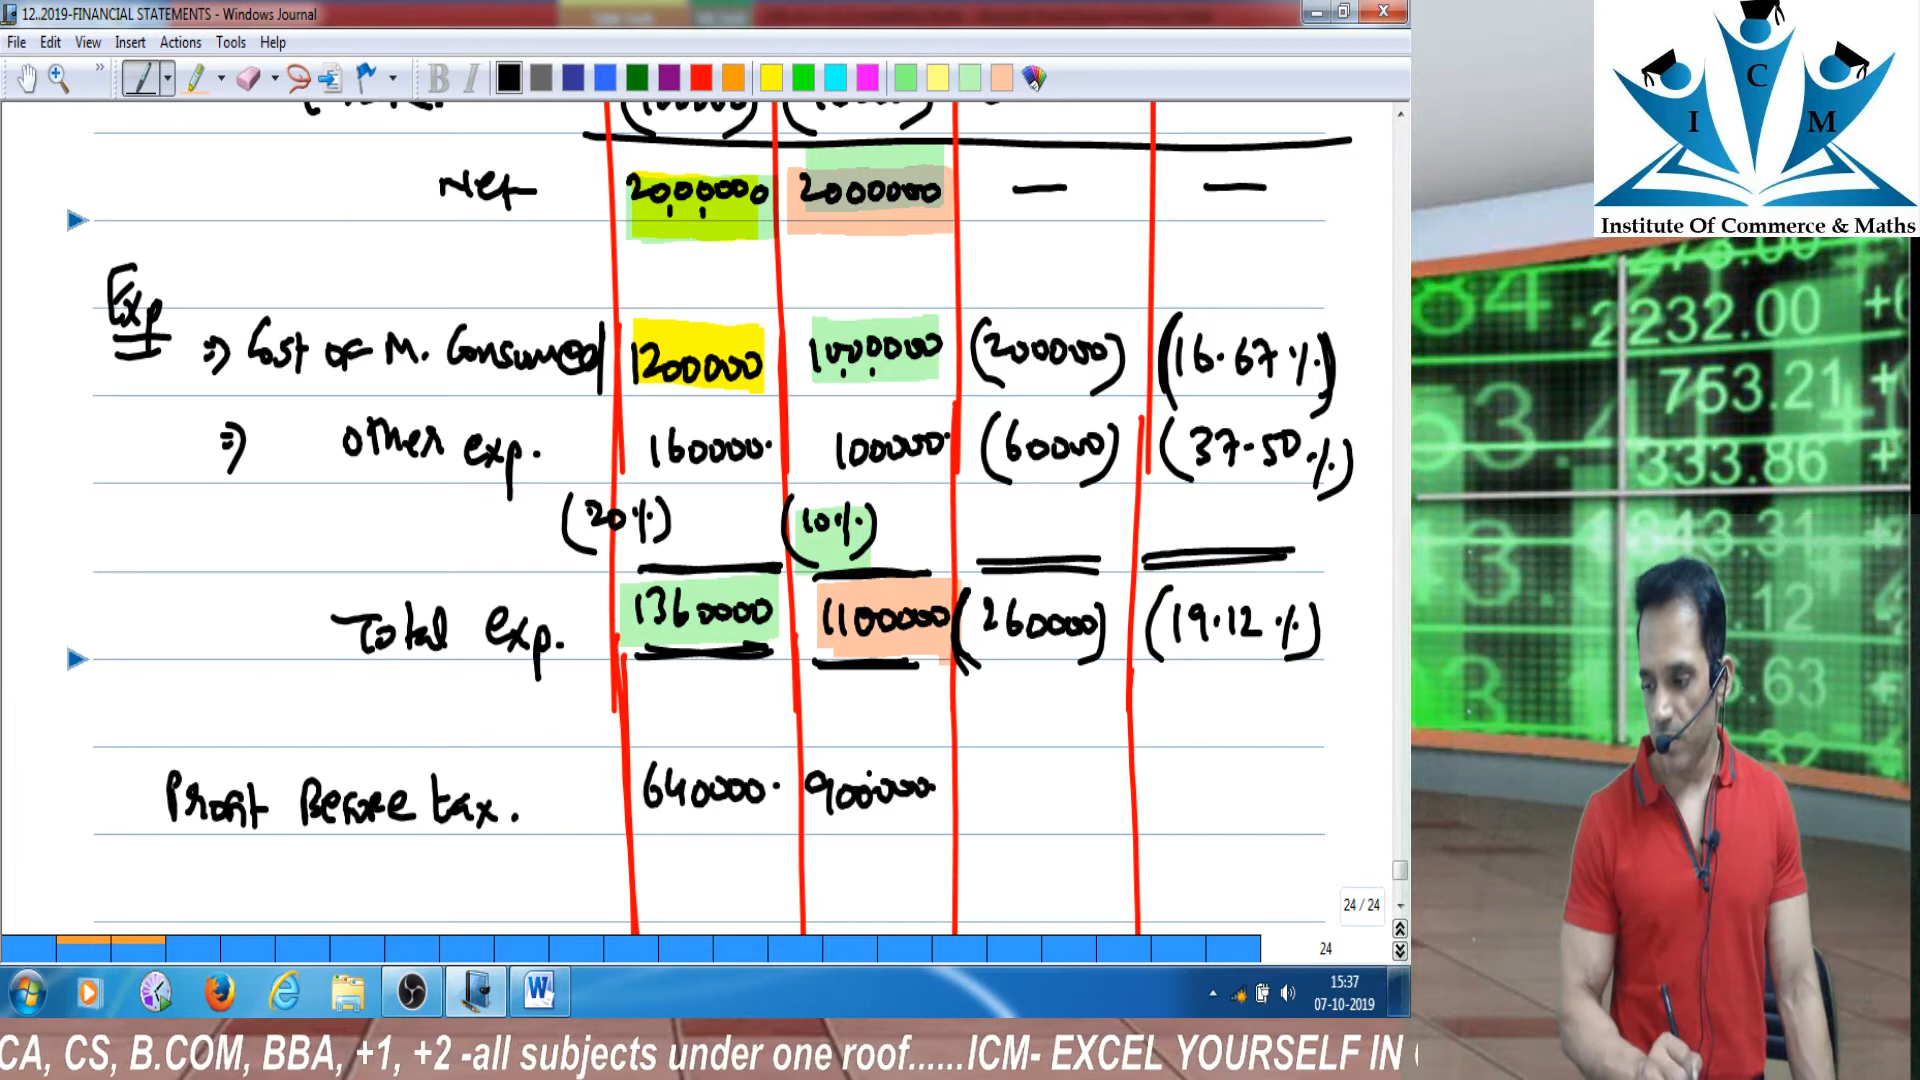 12..2019-FINANCIAL STATEMENTS - Windows Journal
File Edit View Insert Actions Tools Help
B I
I C M
Institute Of Commerce & Maths
Net 2000000 2000000 — —
Exp
⇒ Cost of M. Consumed 1200000 1000000 (200000) (16.67%)
⇒ other exp. 160000 100000 (60000) (37.50%)
(20%) (10%)
Total exp. 1360000 1100000 (260000) (19.12%)
Profit Before tax. 640000 900000
24 / 24
24
2232.00
753.21
333.86
15:37
07-10-2019
CA, CS, B.COM, BBA, +1, +2 -all subjects under one roof......ICM- EXCEL YOURSELF IN